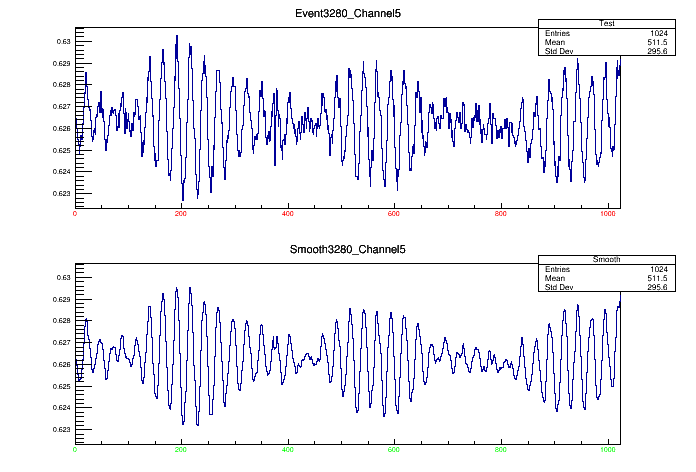 Event3280_Channel5
Test
Entries 1024
Mean 511.5
Std Dev 295.6
0.63
0.629
0.628
0.627
0.626
0.625
0.624
0.623
0 200 400 600 800 1000
Smooth3280_Channel5
Smooth
Entries 1024
Mean 511.5
Std Dev 295.6
0.63
0.629
0.628
0.627
0.626
0.625
0.624
0.623
0 200 400 600 800 1000